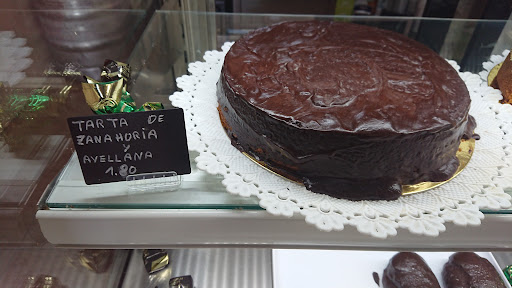 TARTA DE
ZANAHORIA
Y
AVELLANA
1.80